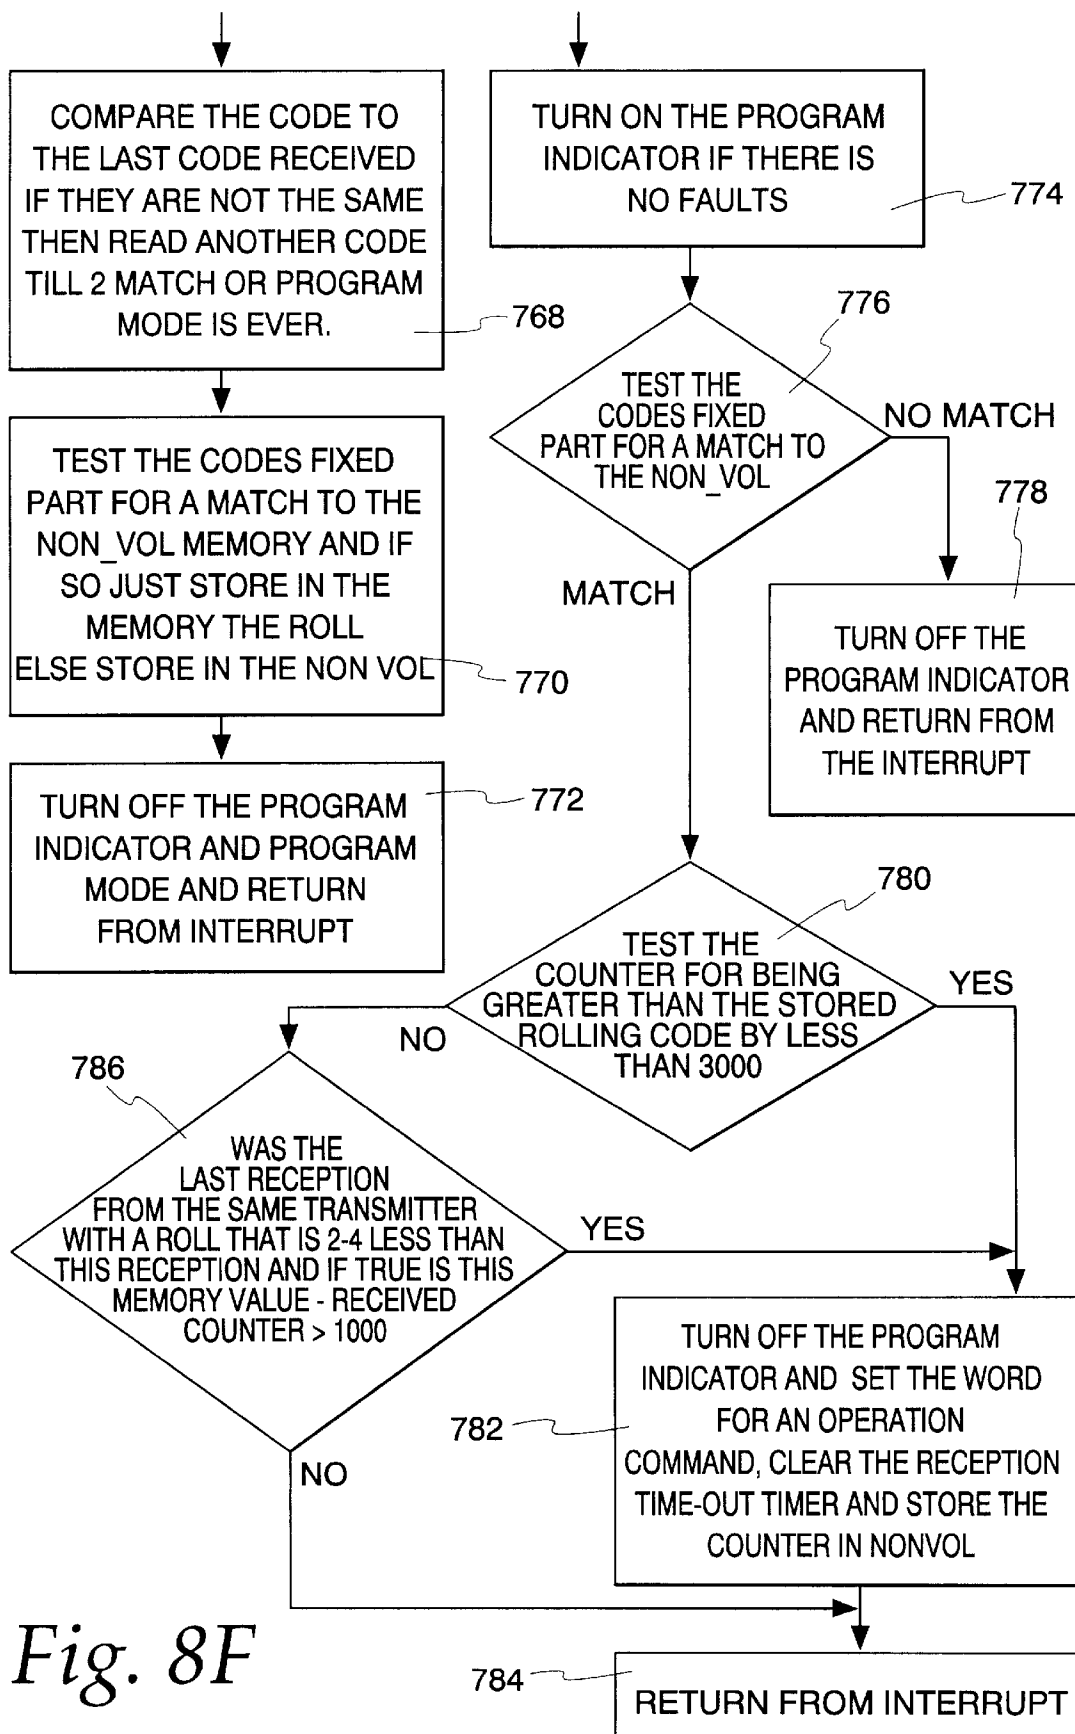 COMPARE THE CODE TO
THE LAST CODE RECEIVED
IF THEY ARE NOT THE SAME
THEN READ ANOTHER CODE
TILL 2 MATCH OR PROGRAM
MODE IS EVER.
768
TEST THE CODES FIXED
PART FOR A MATCH TO THE
NON_VOL MEMORY AND IF
SO JUST STORE IN THE
MEMORY THE ROLL
ELSE STORE IN THE NON VOL
770
TURN OFF THE PROGRAM
INDICATOR AND PROGRAM
MODE AND RETURN
FROM INTERRUPT
772
TURN ON THE PROGRAM
INDICATOR IF THERE IS
NO FAULTS
774
776
TEST THE
CODES FIXED
PART FOR A MATCH TO
THE NON_VOL
NO MATCH
MATCH
778
TURN OFF THE
PROGRAM INDICATOR
AND RETURN FROM
THE INTERRUPT
780
TEST THE
COUNTER FOR BEING
GREATER THAN THE STORED
ROLLING CODE BY LESS
THAN 3000
YES
NO
786
WAS THE
LAST RECEPTION
FROM THE SAME TRANSMITTER
WITH A ROLL THAT IS 2-4 LESS THAN
THIS RECEPTION AND IF TRUE IS THIS
MEMORY VALUE - RECEIVED
COUNTER > 1000
YES
NO
782
TURN OFF THE PROGRAM
INDICATOR AND SET THE WORD
FOR AN OPERATION
COMMAND, CLEAR THE RECEPTION
TIME-OUT TIMER AND STORE THE
COUNTER IN NONVOL
784
RETURN FROM INTERRUPT
Fig. 8F